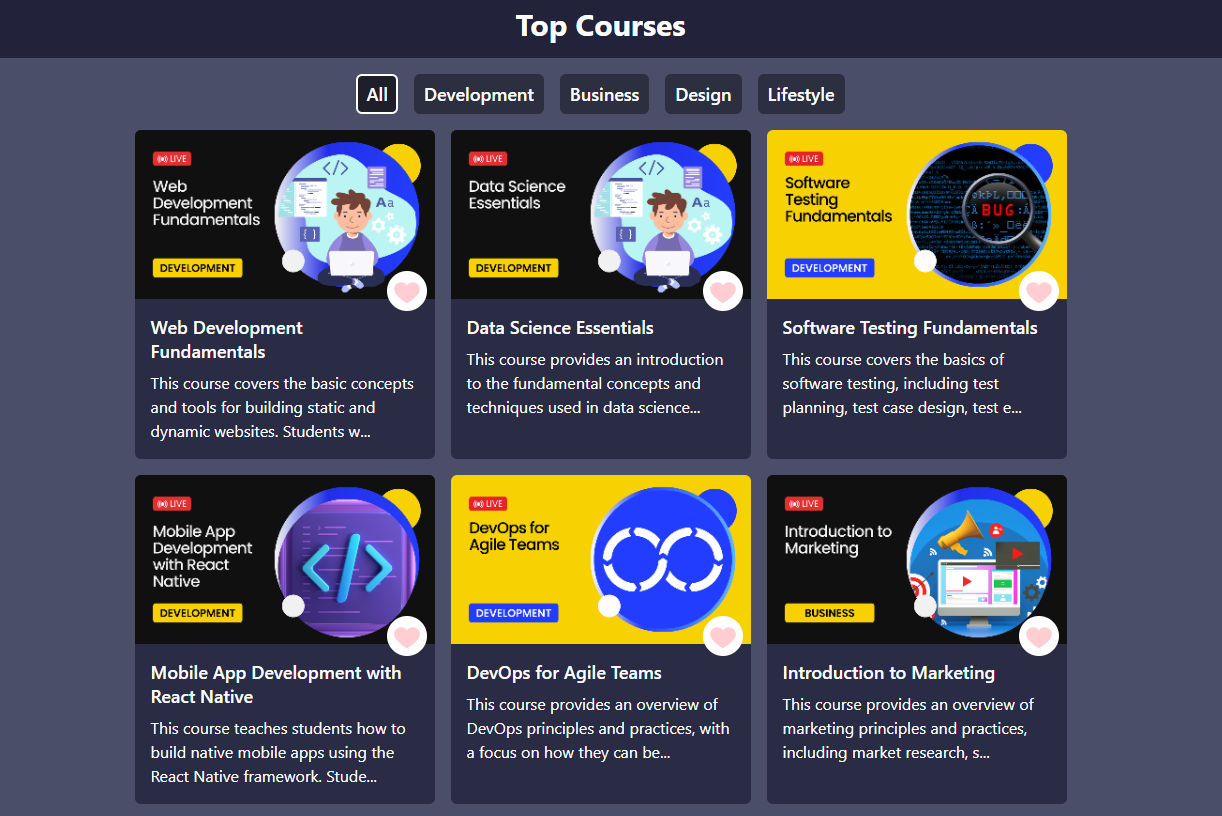 Top Courses
All
Development
Business
Design
Lifestyle
LIVE
Web
Development
Fundamentals
DEVELOPMENT
Aa
Web Development
Fundamentals
This course covers the basic concepts
and tools for building static and
dynamic websites. Students w...
LIVE
Data Science
Essentials
DEVELOPMENT
Aa
Data Science Essentials
This course provides an introduction
to the fundamental concepts and
techniques used in data science...
LIVE
Software
Testing
Fundamentals
DEVELOPMENT
BUG
Software Testing Fundamentals
This course covers the basics of
software testing, including test
planning, test case design, test e...
LIVE
Mobile App
Development
with React
Native
DEVELOPMENT
</>
Mobile App Development with
React Native
This course teaches students how to
build native mobile apps using the
React Native framework. Stude...
LIVE
DevOps for
Agile Teams
DEVELOPMENT
DevOps for Agile Teams
This course provides an overview of
DevOps principles and practices, with
a focus on how they can be...
LIVE
Introduction to
Marketing
BUSINESS
Introduction to Marketing
This course provides an overview of
marketing principles and practices,
including market research, s...